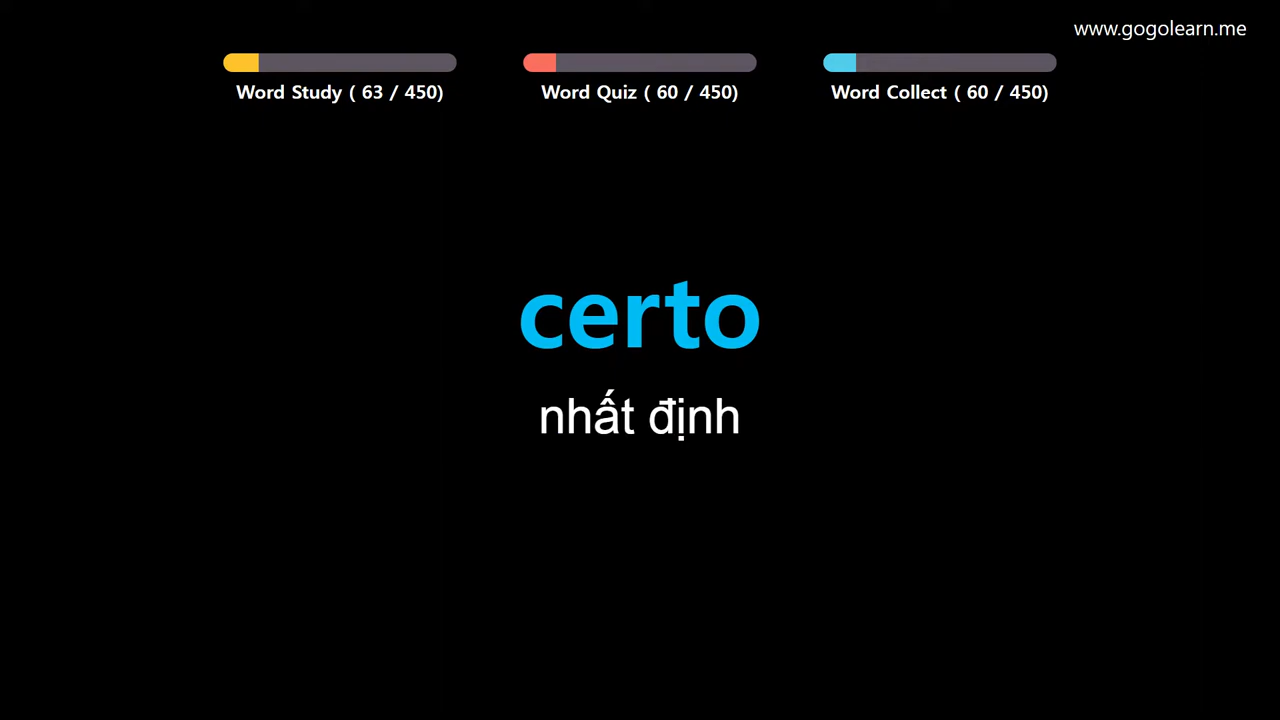 www.gogolearn.me
Word Study ( 63 / 450)
Word Quiz ( 60 / 450)
Word Collect ( 60 / 450)
certo
nhất định